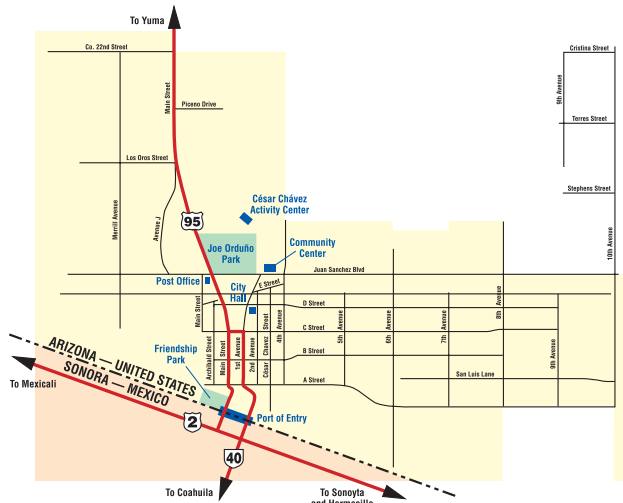 To Yuma
Co. 22nd Street
Cristina Street
Main Street
9th Avenue
Piceno Drive
Terres Street
Los Oros Street
Merrill Avenue
Avenue J
Stephens Street
10th Avenue
95
César Chávez
Activity Center
Joe Orduño
Park
Community
Center
Juan Sanchez Blvd
Post Office
City
Hall
E Street
Main Street
D Street
8th Avenue
C Street
Archibald Street
Main Street
1st Avenue
2nd Avenue
César Chavez Street
4th Avenue
5th Avenue
6th Avenue
7th Avenue
9th Avenue
B Street
A Street
San Luis Lane
ARIZONA — UNITED STATES
SONORA — MEXICO
Friendship
Park
To Mexicali
2
Port of Entry
40
To Coahuila
To Sonoyta
and Hermosillo